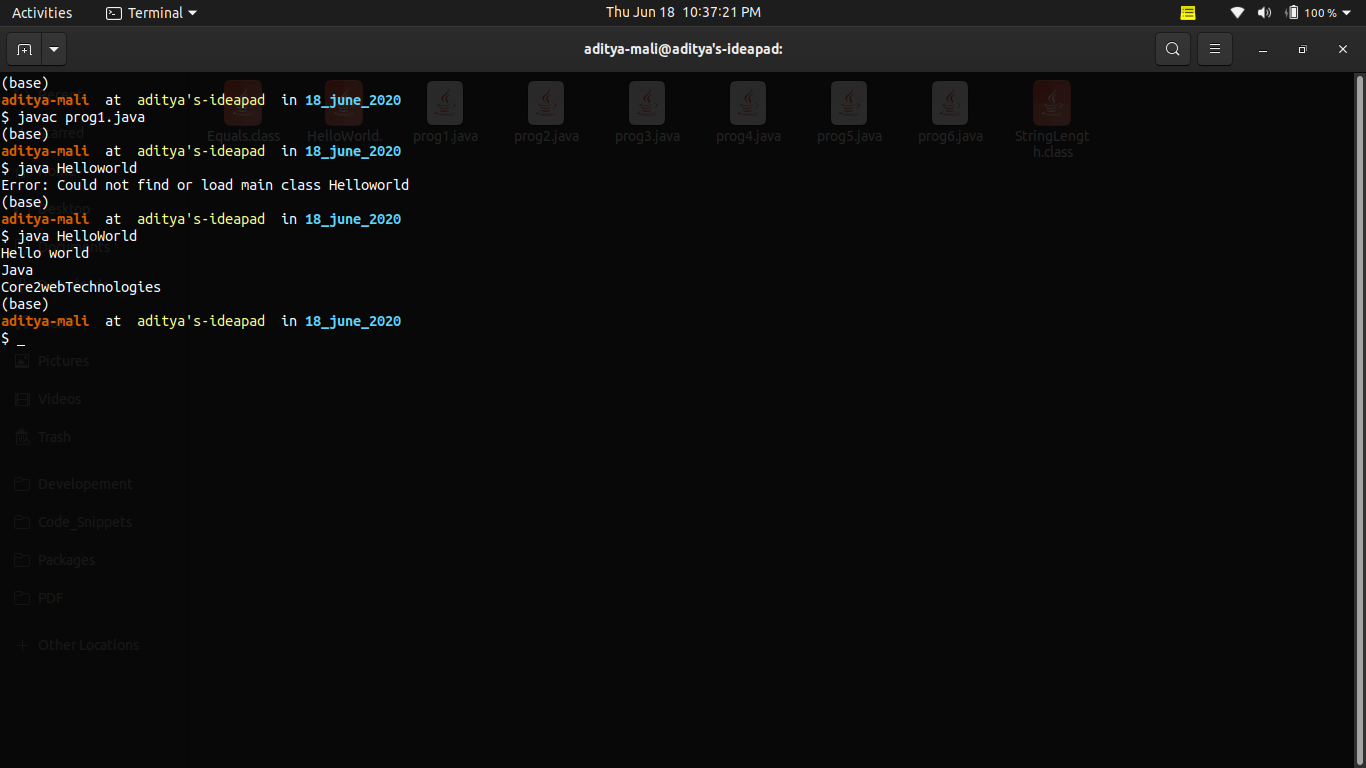 Activities Terminal Thu Jun 18 10:37:21 PM 100 %
aditya-mali@aditya's-ideapad:
(base)
aditya-mali at aditya's-ideapad in 18_june_2020
$ javac prog1.java
(base)
aditya-mali at aditya's-ideapad in 18_june_2020
$ java Helloworld
Error: Could not find or load main class Helloworld
(base)
aditya-mali at aditya's-ideapad in 18_june_2020
$ java HelloWorld
Hello world
Java
Core2webTechnologies
(base)
aditya-mali at aditya's-ideapad in 18_june_2020
$ _
Equals.class HelloWorld. prog1.java prog2.java prog3.java prog4.java prog5.java prog6.java StringLengt
h.class
Desktop
Pictures
Videos
Trash
Developement
Code_Snippets
Packages
PDF
+ Other Locations